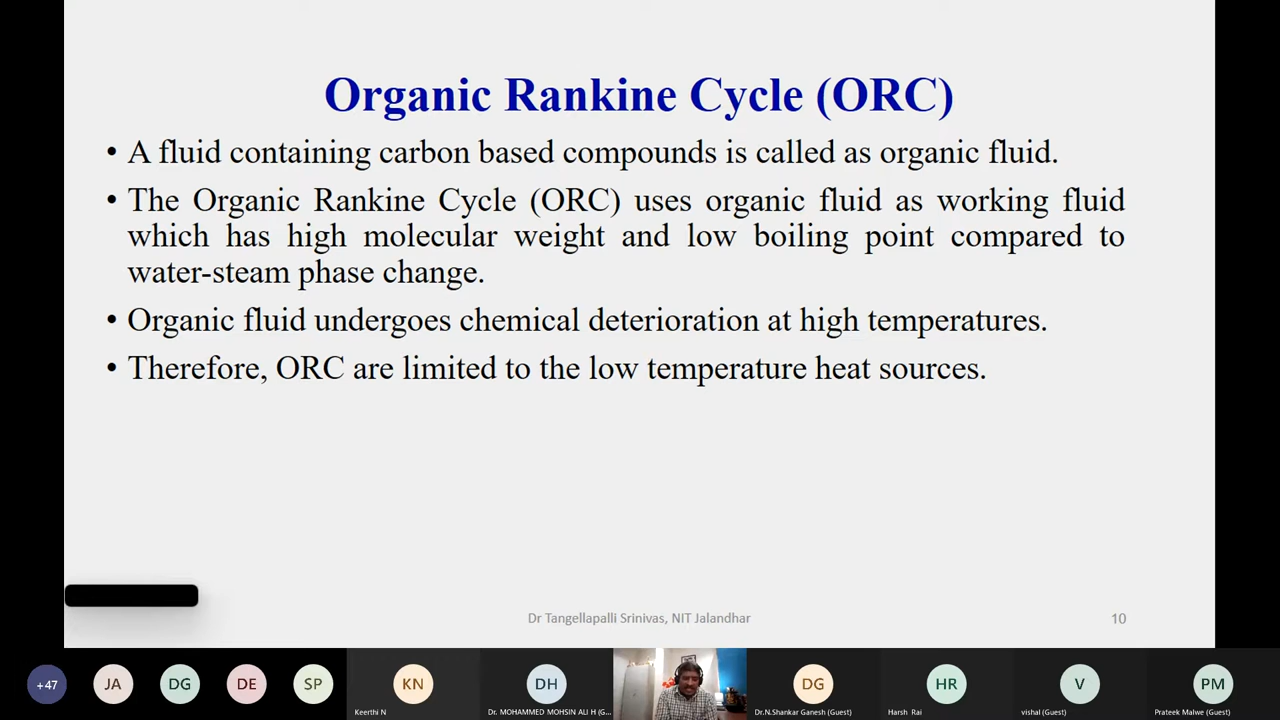 Organic Rankine Cycle (ORC)
• A fluid containing carbon based compounds is called as organic fluid.
• The Organic Rankine Cycle (ORC) uses organic fluid as working fluid
which has high molecular weight and low boiling point compared to
water-steam phase change.
• Organic fluid undergoes chemical deterioration at high temperatures.
• Therefore, ORC are limited to the low temperature heat sources.
Dr Tangellapalli Srinivas, NIT Jalandhar
10
+47
JA
DG
DE
SP
KN
Keerthi N
DH
Dr. MOHAMMED MOHSIN ALI H (G...
DG
Dr.N.Shankar Ganesh (Guest)
HR
Harsh Rai
V
vishal (Guest)
PM
Prateek Malwe (Guest)